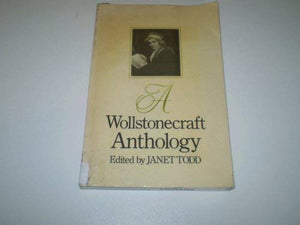 A
Wollstonecraft
Anthology
Edited by JANET TODD